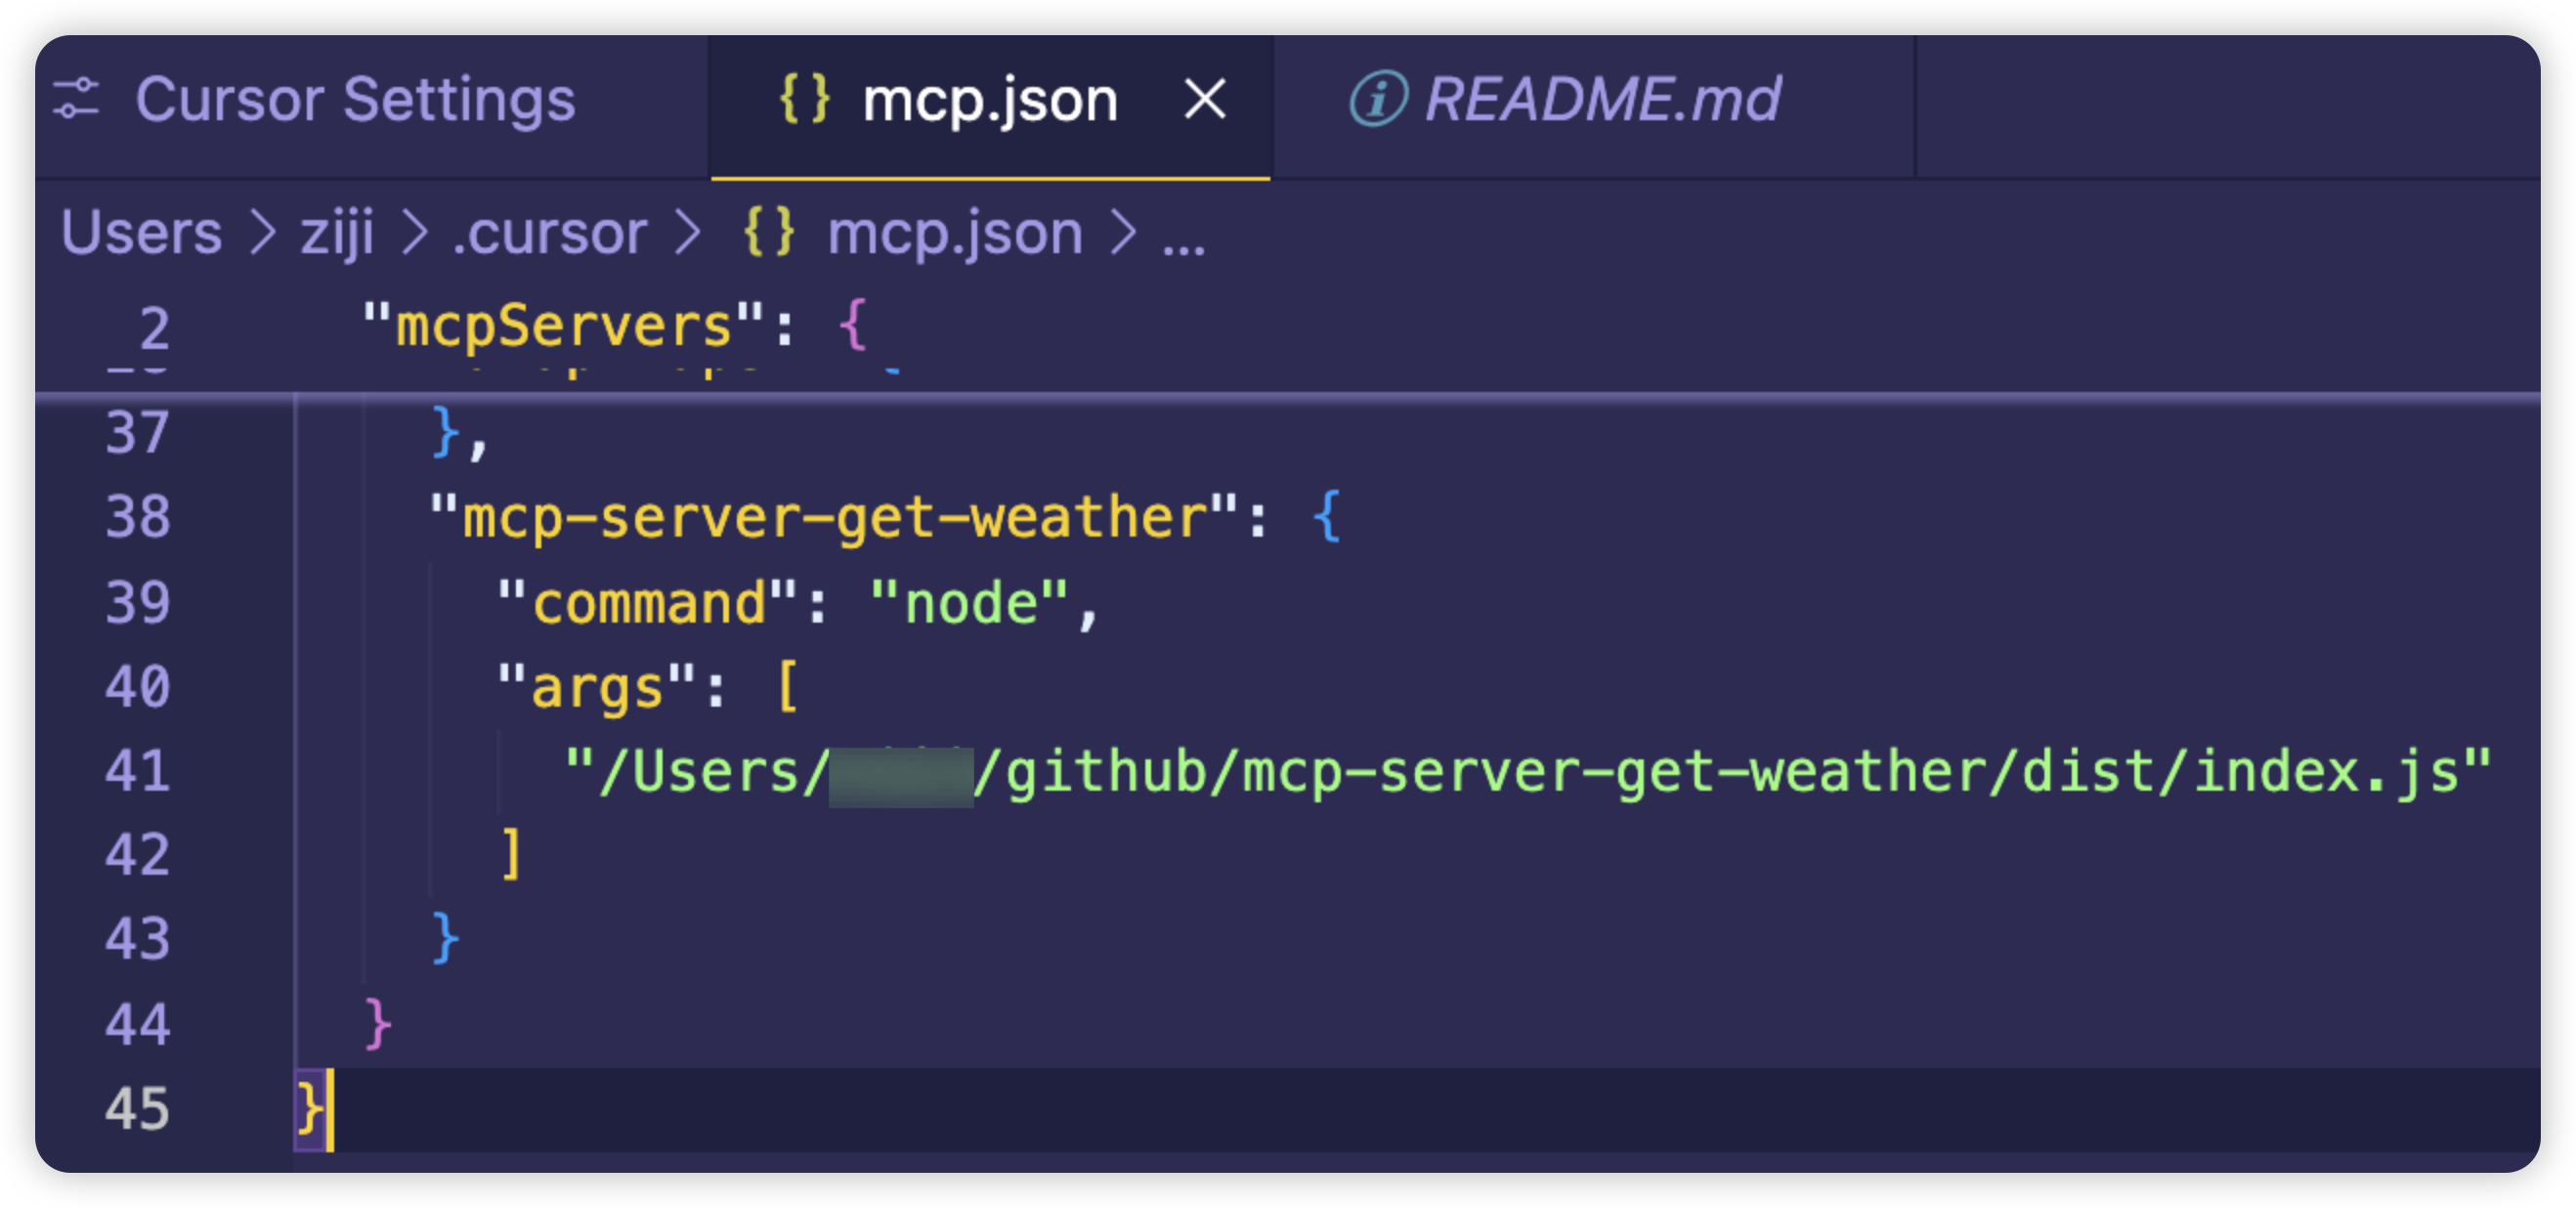 Cursor Settings
{} mcp.json
README.md
Users > ziji > .cursor > {} mcp.json > ...
2 "mcpServers": {
37 },
38 "mcp-server-get-weather": {
39 "command": "node",
40 "args": [
41 "/Users/ /github/mcp-server-get-weather/dist/index.js"
42 ]
43 }
44 }
45 }